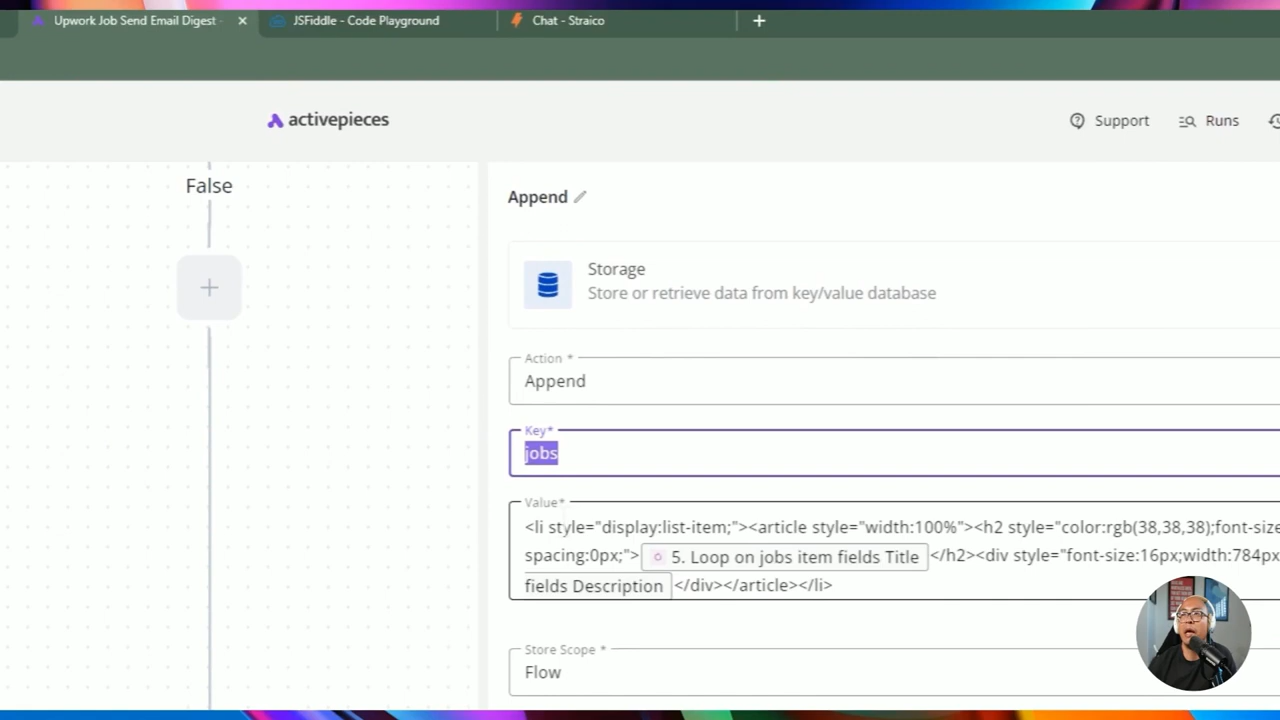 Upwork Job Send Email Digest -
JSFiddle - Code Playground
Chat - Straico
activepieces
Support
Runs
False
Append
Storage
Store or retrieve data from key/value database
Action *
Append
Key*
jobs
Value*
<li style="display:list-item;"><article style="width:100%"><h2 style="color:rgb(38,38,38);font-size
spacing:0px;"> 5. Loop on jobs item fields Title </h2><div style="font-size:16px;width:784px
fields Description </div></article></li>
Store Scope *
Flow